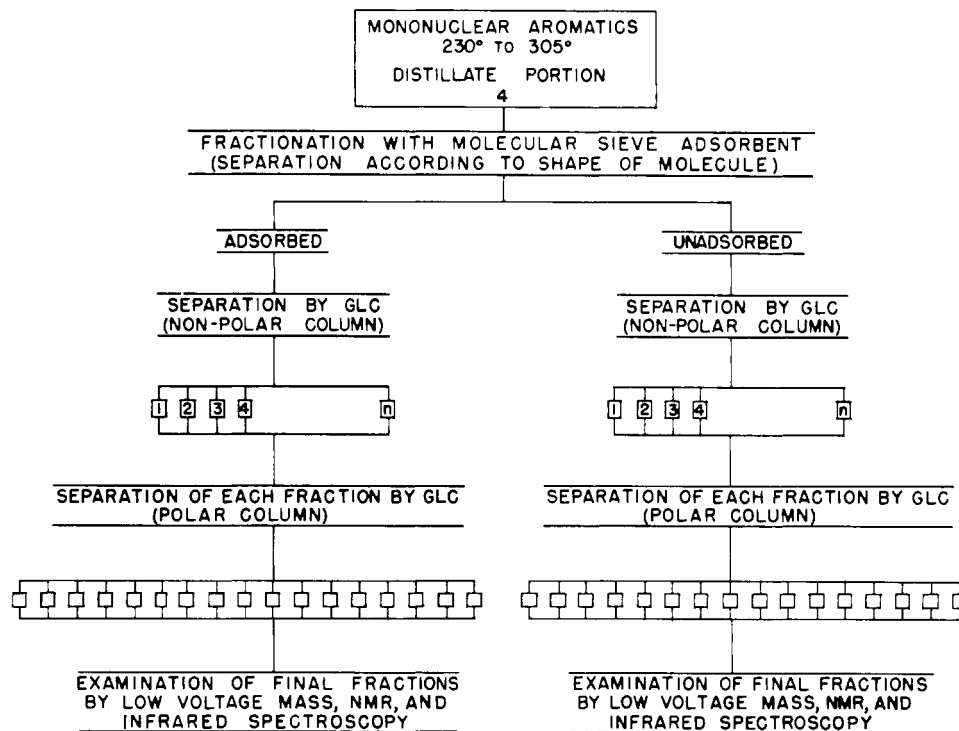 MONONUCLEAR AROMATICS
230° TO 305°
DISTILLATE PORTION
4
FRACTIONATION WITH MOLECULAR SIEVE ADSORBENT
(SEPARATION ACCORDING TO SHAPE OF MOLECULE)
ADSORBED
UNADSORBED
SEPARATION BY GLC
(NON-POLAR COLUMN)
SEPARATION BY GLC
(NON-POLAR COLUMN)
1 2 3 4 n
1 2 3 4 n
SEPARATION OF EACH FRACTION BY GLC
(POLAR COLUMN)
SEPARATION OF EACH FRACTION BY GLC
(POLAR COLUMN)
EXAMINATION OF FINAL FRACTIONS
BY LOW VOLTAGE MASS, NMR, AND
INFRARED SPECTROSCOPY
EXAMINATION OF FINAL FRACTIONS
BY LOW VOLTAGE MASS, NMR, AND
INFRARED SPECTROSCOPY